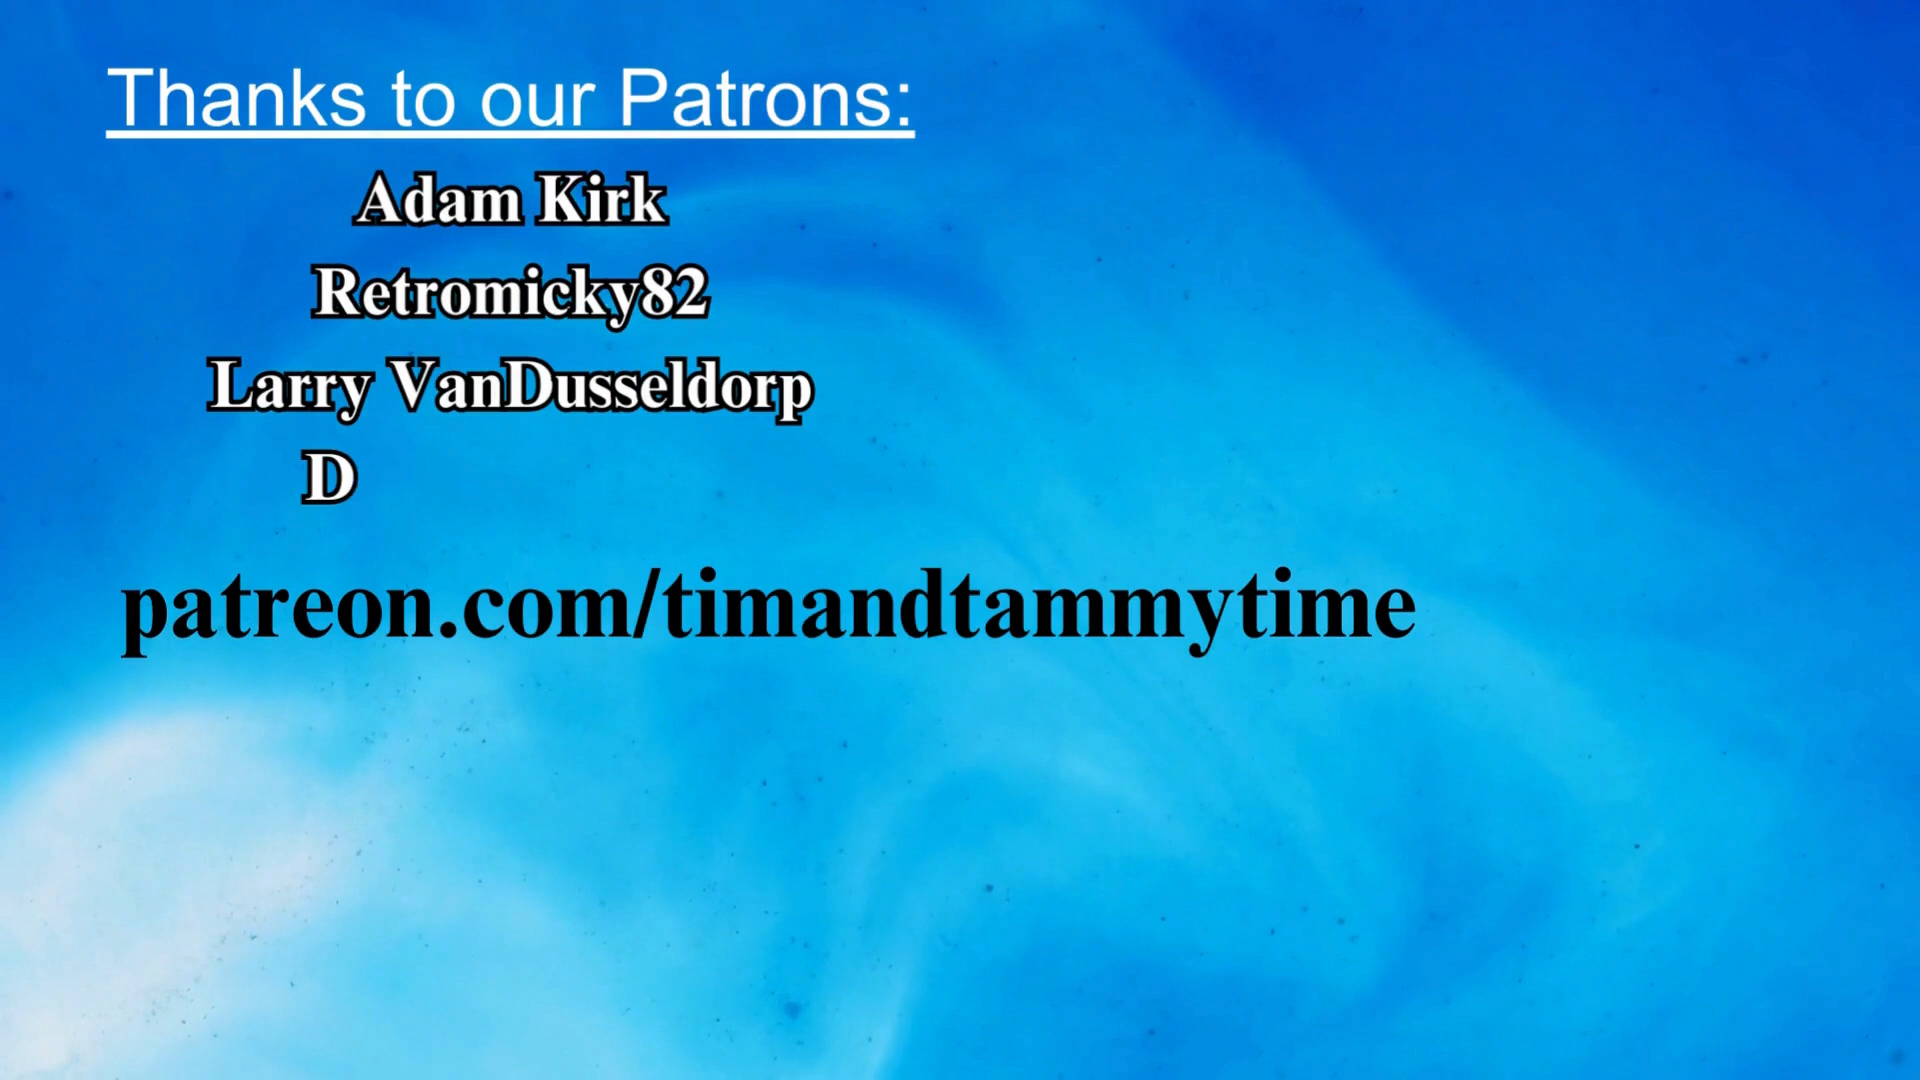 Thanks to our Patrons:
Adam Kirk
Retromicky82
Larry VanDusseldorp
D
patreon.com/timandtammytime